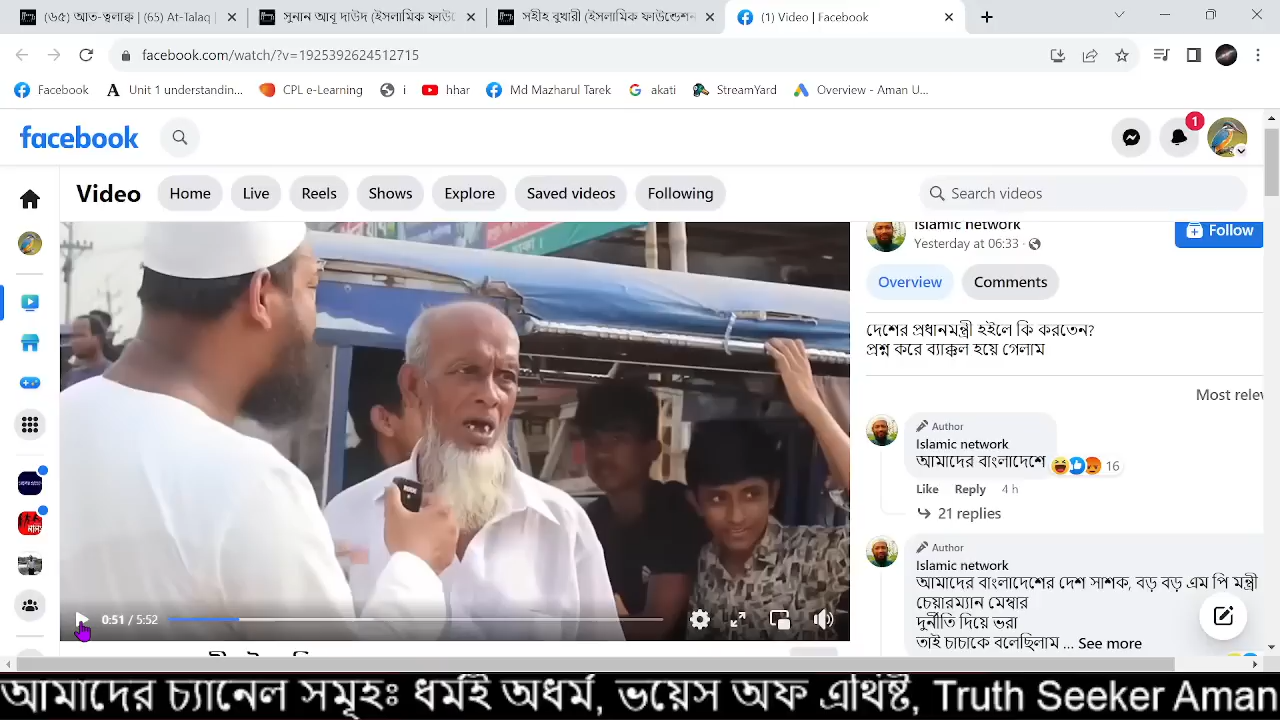 (৬৫) আত-ত্বলাক্ব | (65) At-Talaq |
সুনান আবু দাউদ (ইসলামিক ফাউন্ডে
সহীহ বুখারী (ইসলামিক ফাউন্ডেশন
(1) Video | Facebook
facebook.com/watch/?v=1925392624512715
Facebook
Unit 1 understandin...
CPL e-Learning
i
hhar
Md Mazharul Tarek
akati
StreamYard
Overview - Aman U...
facebook
1
Video
Home
Live
Reels
Shows
Explore
Saved videos
Following
Search videos
Islamic network
Yesterday at 06:33 ·
Follow
Overview
Comments
দেশের প্রধানমন্ত্রী হইলে কি করতেন?
প্রশ্ন করে ব্যাক্কল হয়ে গেলাম
Most relev
Author
Islamic network
আমাদের বাংলাদেশে
16
Like Reply 4 h
21 replies
Author
Islamic network
আমাদের বাংলাদেশের দেশ সাশক, বড় বড় এম পি মন্ত্রী
চেয়ারম্যান মেম্বার
দুর্নীতি দিয়ে ভরা
তাই চাচাকে বলেছিলাম ... See more
0:51 / 5:52
আমাদের চ্যানেল সমূহঃ ধর্মই অধর্ম, ভয়েস অফ এথিষ্ট, Truth Seeker Aman